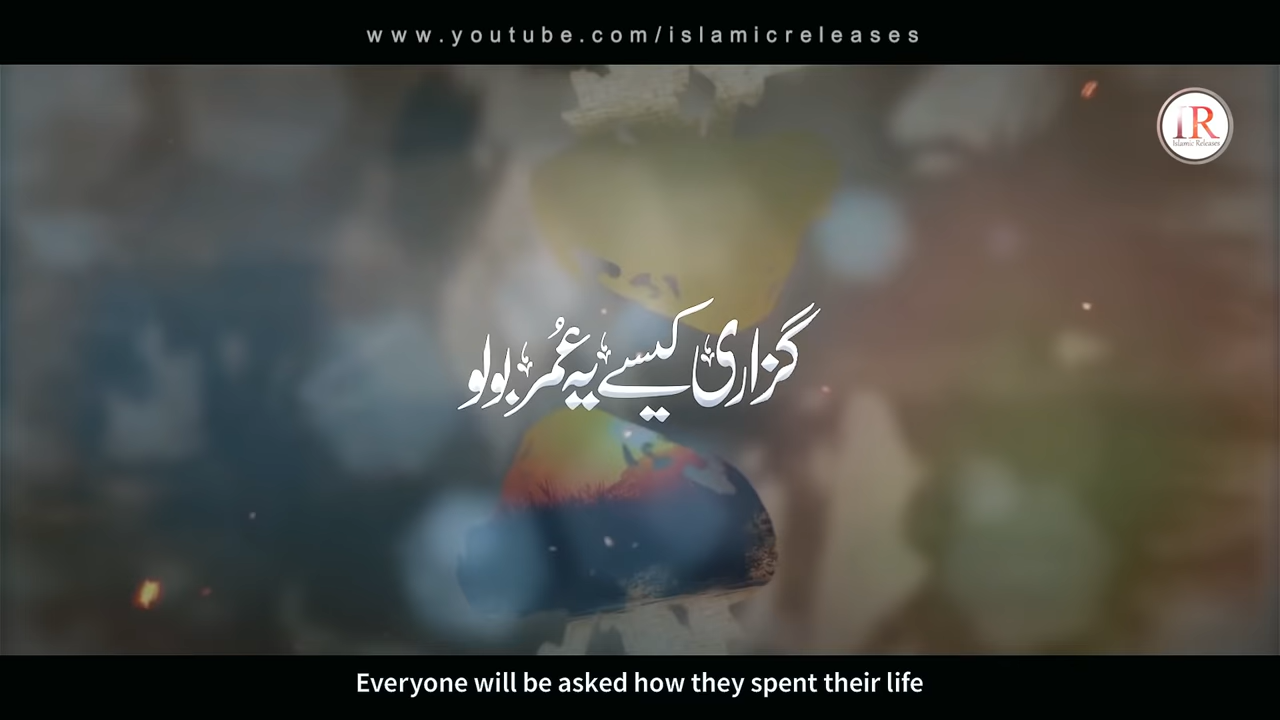 www.youtube.com/islamicreleases
IR
Islamic Releases
گزاری کیسے یہ عُمر بولو
Everyone will be asked how they spent their life